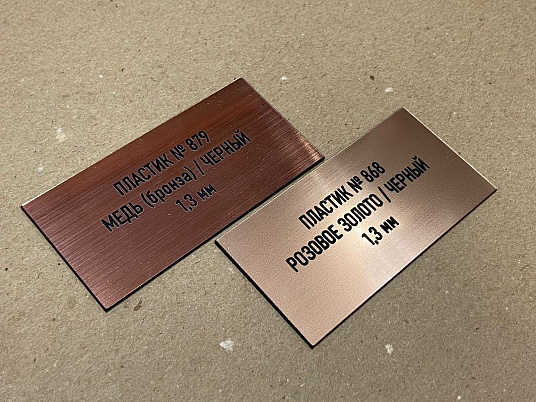 ПЛАСТИК № 879
МЕДЬ (бронза) / ЧЕРНЫЙ
1,3 мм
ПЛАСТИК № 868
РОЗОВОЕ ЗОЛОТО / ЧЕРНЫЙ
1,3 мм